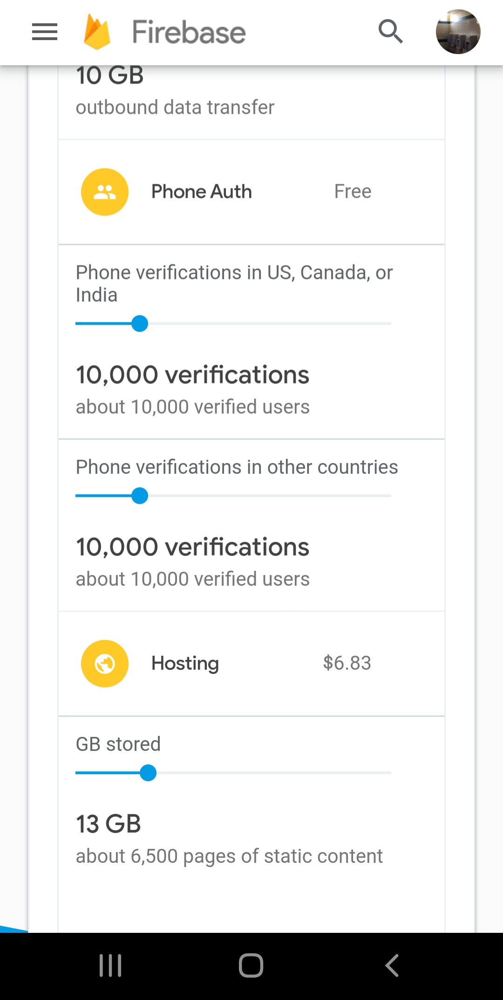 Firebase
10 GB
outbound data transfer
Phone Auth Free
Phone verifications in US, Canada, or
India
10,000 verifications
about 10,000 verified users
Phone verifications in other countries
10,000 verifications
about 10,000 verified users
Hosting $6.83
GB stored
13 GB
about 6,500 pages of static content